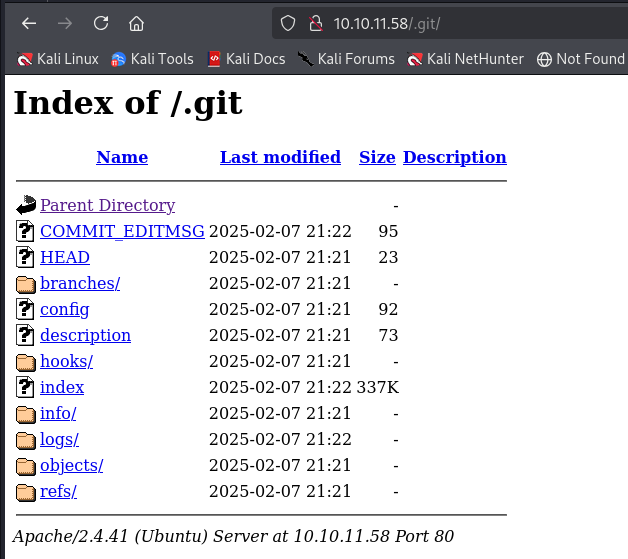 10.10.11.58/.git/
Kali Linux Kali Tools Kali Docs Kali Forums Kali NetHunter Not Found
Index of /.git
Name Last modified Size Description
Parent Directory -
COMMIT_EDITMSG 2025-02-07 21:22 95
HEAD 2025-02-07 21:21 23
branches/ 2025-02-07 21:21 -
config 2025-02-07 21:21 92
description 2025-02-07 21:21 73
hooks/ 2025-02-07 21:21 -
index 2025-02-07 21:22 337K
info/ 2025-02-07 21:21 -
logs/ 2025-02-07 21:22 -
objects/ 2025-02-07 21:21 -
refs/ 2025-02-07 21:21 -
Apache/2.4.41 (Ubuntu) Server at 10.10.11.58 Port 80